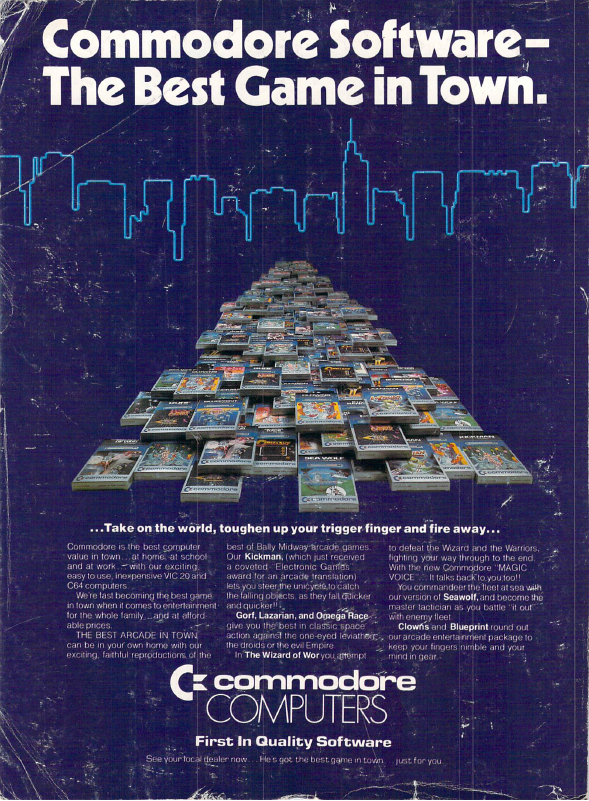 Commodore Software–
The Best Game in Town.
...Take on the world, toughen up your trigger finger and fire away...
Commodore is the best computer
value in town...at home, at school
and at work...with our exciting,
easy to use, inexpensive VIC 20 and
C64 computers.
We're fast becoming the best game
in town when it comes to entertainment
for the whole family...and at afford-
able prices.
THE BEST ARCADE IN TOWN
can be in your own home with our
exciting, faithful reproductions of the
best of Bally Midway arcade games.
Our Kickman, (which just received
a coveted "Electronic Games"
award for an arcade translation)
lets you steer the unicycle to catch
the falling objects, as they fall quicker
and quicker!!
Gorf, Lazarian, and Omega Race
give you the best in classic space
action against the one-eyed leviathon,
the droids or the evil Empire.
In The Wizard of Wor you attempt
to defeat the Wizard and the Warriors,
fighting your way through to the end.
With the new Commodore "MAGIC
VOICE"... It talks back to you too!!
You commandeer the fleet at sea with
our version of Seawolf, and become the
master tactician as you battle "it out"
with enemy fleet!
Clowns and Blueprint round out
our arcade entertainment package to
keep your fingers nimble and your
mind in gear.
SEA WOLF
KICKMAN
commodore
commodore
COMPUTERS
First In Quality Software
See your local dealer now... He's got the best game in town... just for you.